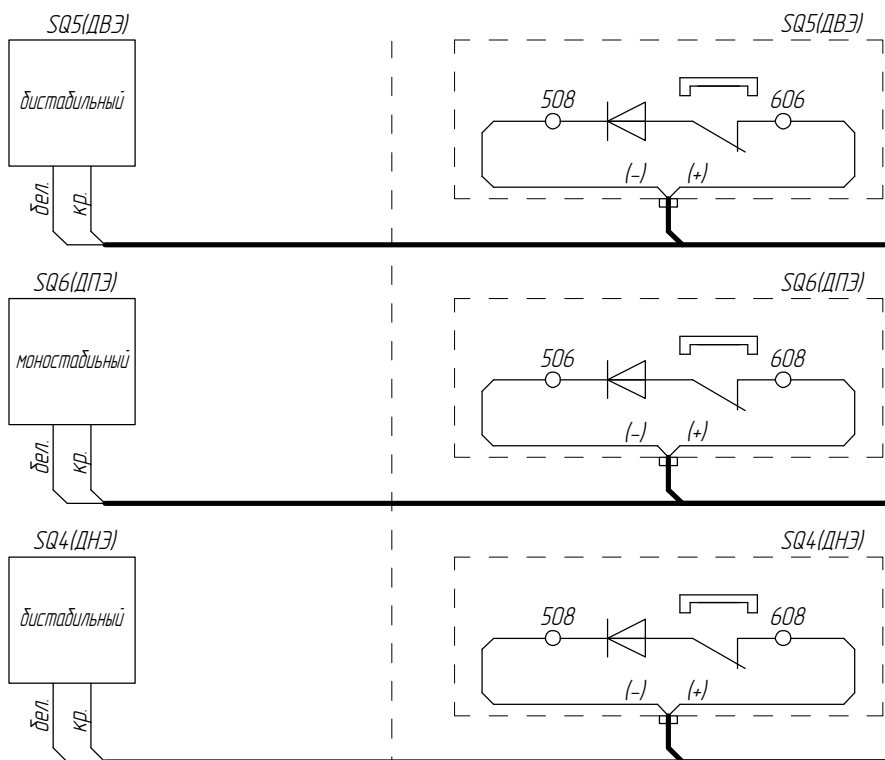 SQ5(ДВЭ)
SQ5(ДВЭ)
бистабильный
508
606
(-)
(+)
бел.
кр.
SQ6(ДПЭ)
SQ6(ДПЭ)
моностабиьный
506
608
(-)
(+)
бел.
кр.
SQ4(ДНЭ)
SQ4(ДНЭ)
бистабильный
508
608
(-)
(+)
бел.
кр.